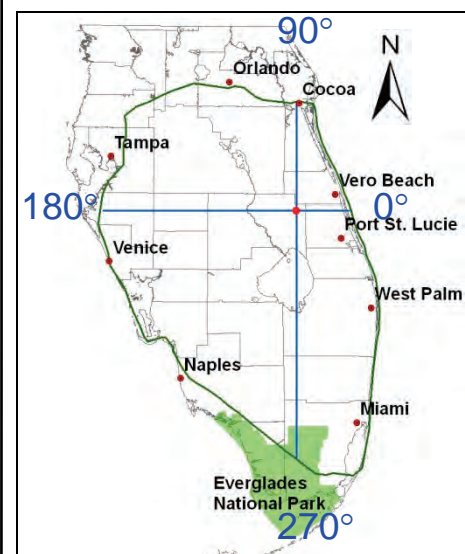 90°
N
Orlando
Cocoa
Tampa
Vero Beach
180°
0°
Port St. Lucie
Venice
West Palm
Naples
Miami
Everglades
National Park
270°